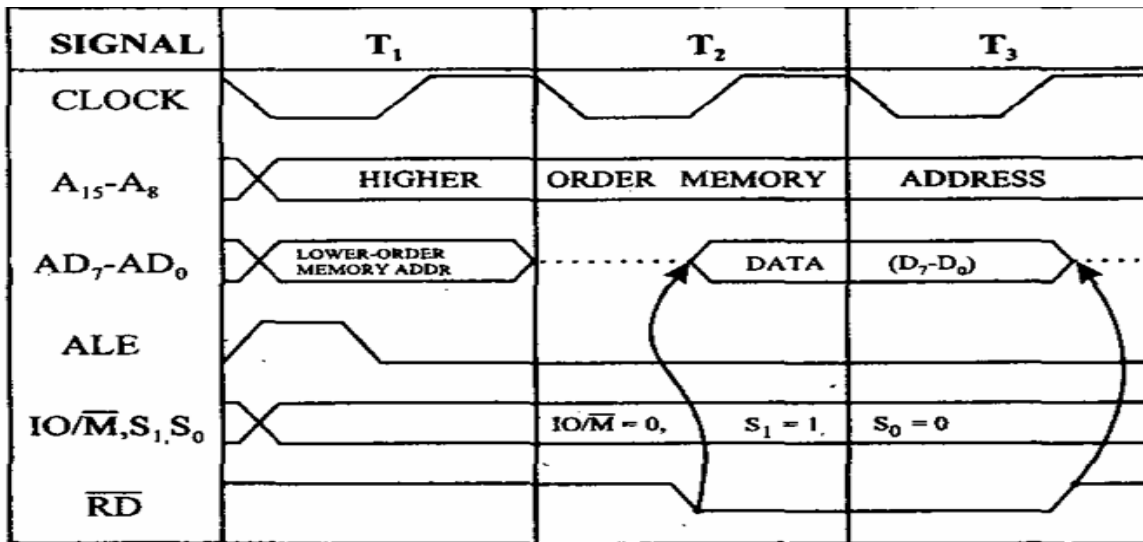 SIGNAL T₁ T₂ T₃
CLOCK
A₁₅-A₈ HIGHER ORDER MEMORY ADDRESS
AD₇-AD₀ LOWER-ORDER MEMORY ADDR DATA (D₇-D₀)
ALE
IO/M̅,S₁,S₀ IO/M̅ = 0, S₁ = 1, S₀ = 0
R̅D̅